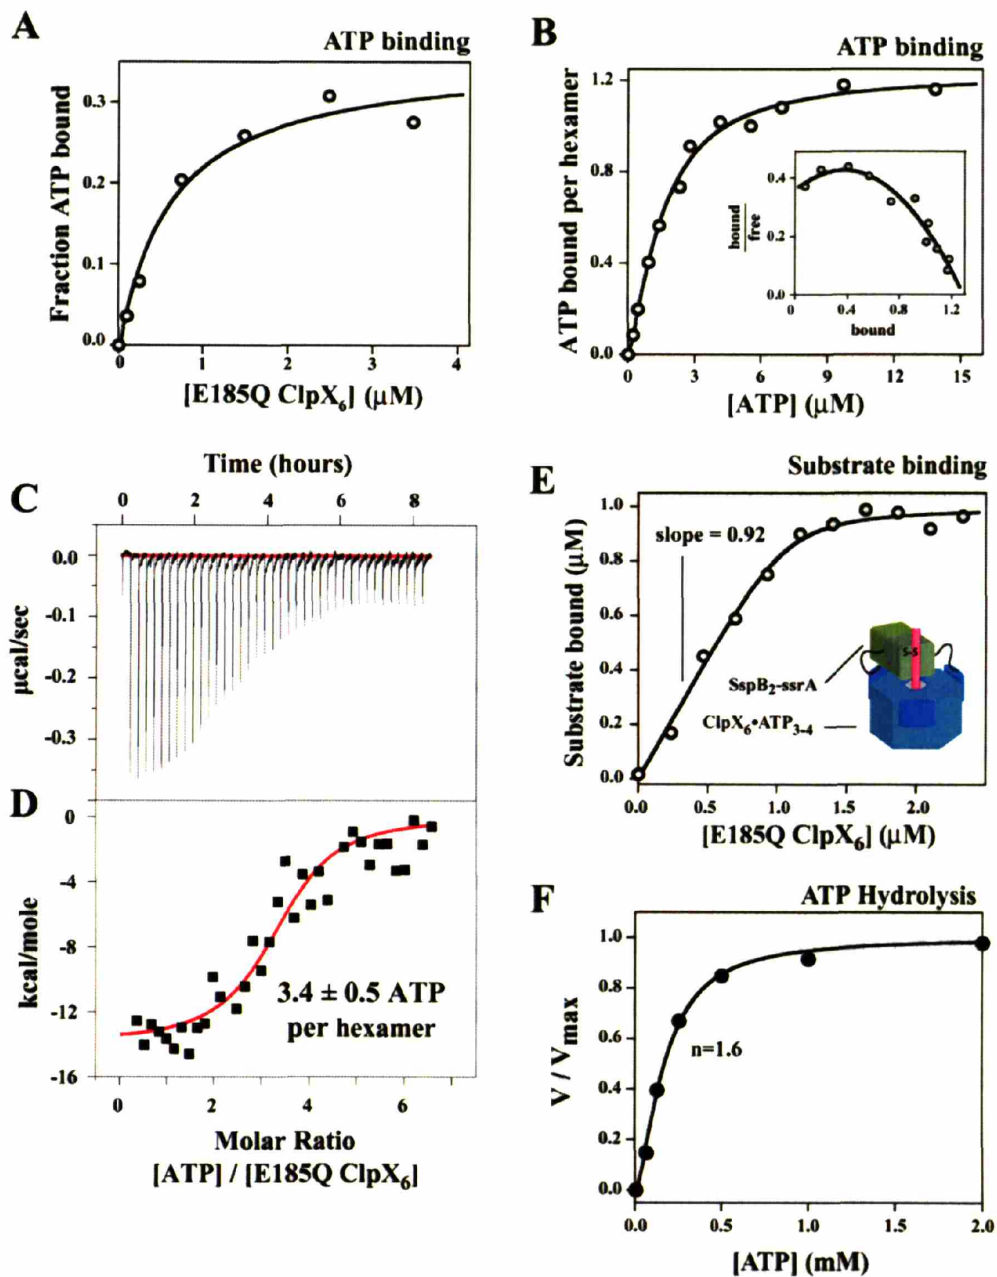 A
ATP binding
Fraction ATP bound
0.3
0.2
0.1
0.0
0
1
2
3
4
[E185Q ClpX6] (μM)
B
ATP binding
ATP bound per hexamer
1.2
0.8
0.4
0.0
0
3
6
9
12
15
[ATP] (μM)
bound
free
0.4
0.2
0.0
0
0.4
0.8
1.2
bound
C
Time (hours)
0
2
4
6
8
μcal/sec
0.0
-0.1
-0.2
-0.3
D
kcal/mole
0
-4
-8
-12
-16
3.4 ± 0.5 ATP
per hexamer
0
2
4
6
Molar Ratio
[ATP] / [E185Q ClpX6]
E
Substrate binding
Substrate bound (μM)
1.0
0.8
0.6
0.4
0.2
0.0
slope = 0.92
S-S
SspB2-ssrA
ClpX6•ATP3-4
0.0
0.5
1.0
1.5
2.0
[E185Q ClpX6] (μM)
F
ATP Hydrolysis
V / Vmax
1.0
0.8
0.6
0.4
0.2
0.0
n=1.6
0.0
0.5
1.0
1.5
2.0
[ATP] (mM)